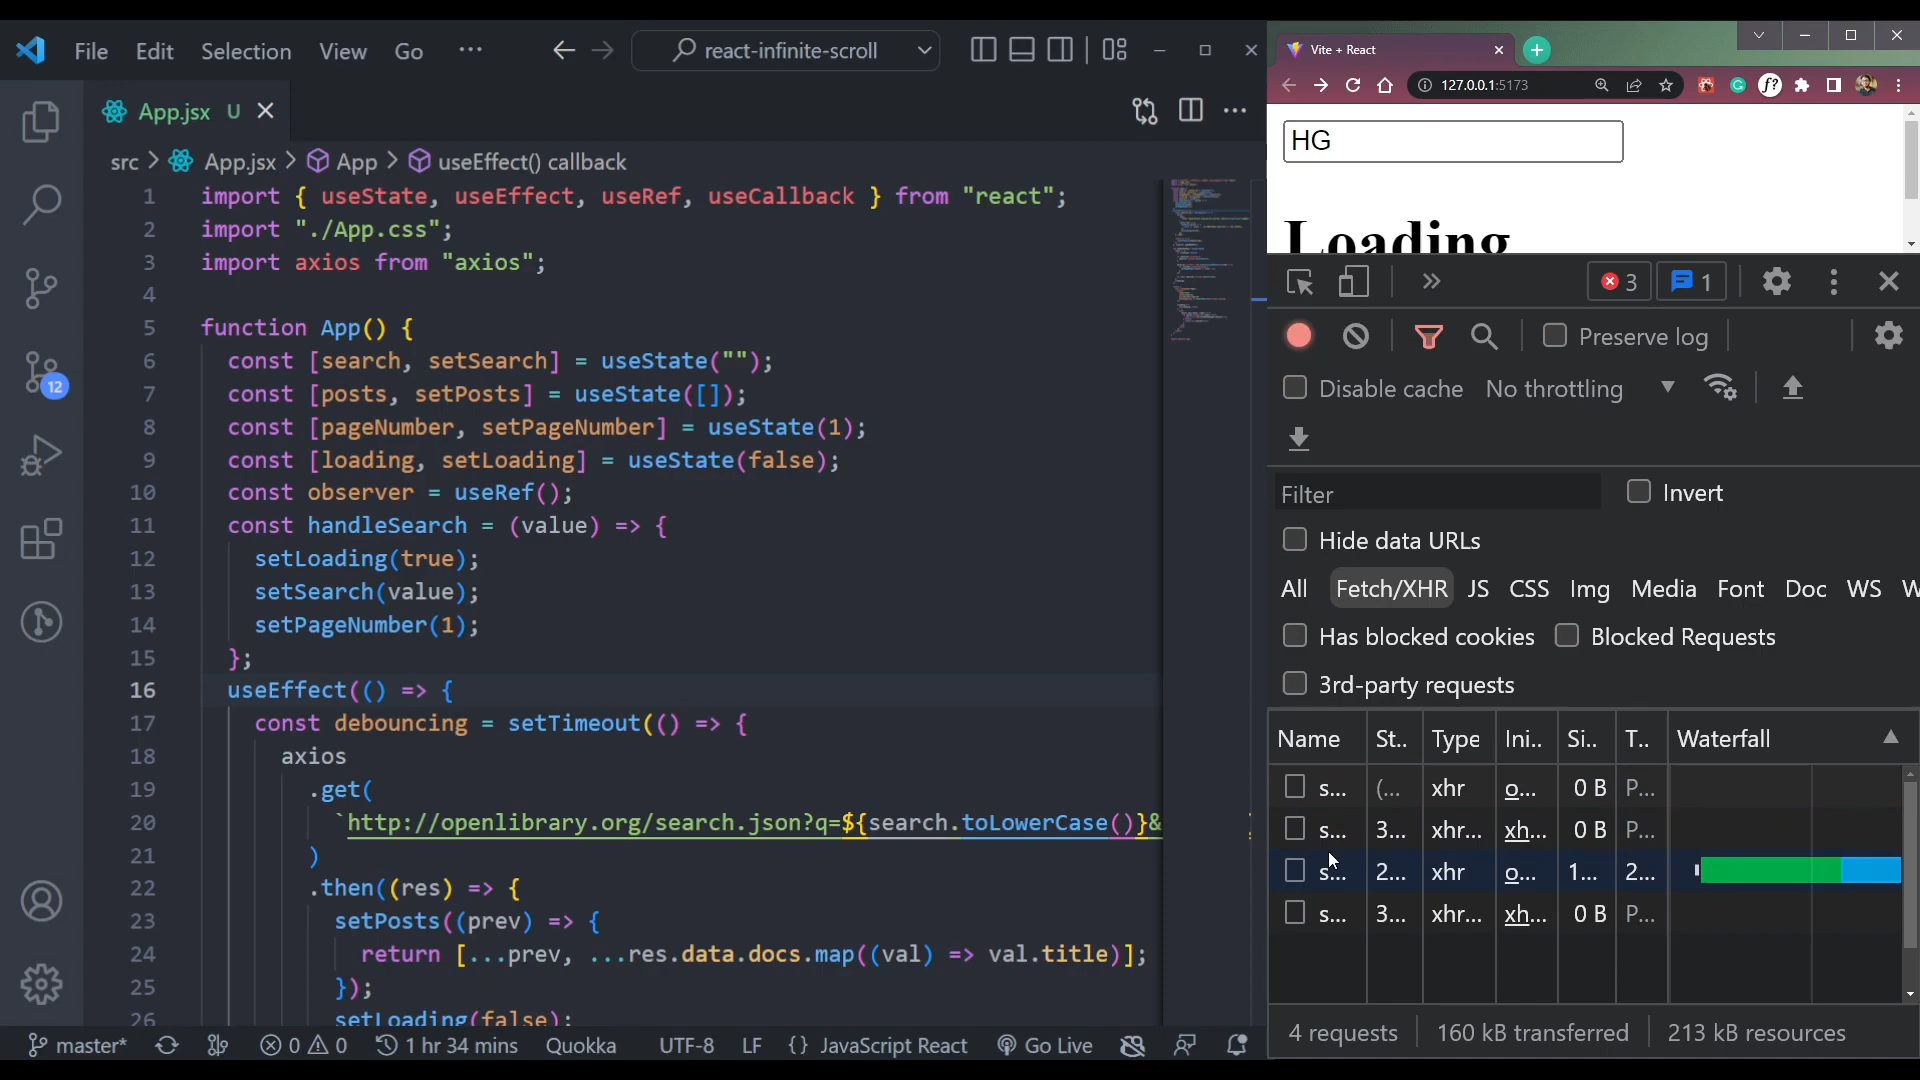 File Edit Selection View Go ··· react-infinite-scroll
App.jsx U
src > App.jsx > App > useEffect() callback
1 import { useState, useEffect, useRef, useCallback } from "react";
2 import "./App.css";
3 import axios from "axios";
4
5 function App() {
6 const [search, setSearch] = useState("");
7 const [posts, setPosts] = useState([]);
8 const [pageNumber, setPageNumber] = useState(1);
9 const [loading, setLoading] = useState(false);
10 const observer = useRef();
11 const handleSearch = (value) => {
12 setLoading(true);
13 setSearch(value);
14 setPageNumber(1);
15 };
16 useEffect(() => {
17 const debouncing = setTimeout(() => {
18 axios
19 .get(
20 `http://openlibrary.org/search.json?q=${search.toLowerCase()}&
21 )
22 .then((res) => {
23 setPosts((prev) => {
24 return [...prev, ...res.data.docs.map((val) => val.title)];
25 });
26 setLoading(false);
12
master* 0 0 1 hr 34 mins Quokka UTF-8 LF {} JavaScript React Go Live
Vite + React
127.0.0.1:5173
f?
HG
Loading
3 1
Preserve log
Disable cache No throttling
Filter Invert
Hide data URLs
All Fetch/XHR JS CSS Img Media Font Doc WS W
Has blocked cookies Blocked Requests
3rd-party requests
Name St.. Type Ini.. Si.. T.. Waterfall
s... (... xhr o... 0 B P...
s... 3... xhr... xh... 0 B P...
s... 2... xhr o... 1... 2...
s... 3... xhr... xh... 0 B P...
4 requests 160 kB transferred 213 kB resources